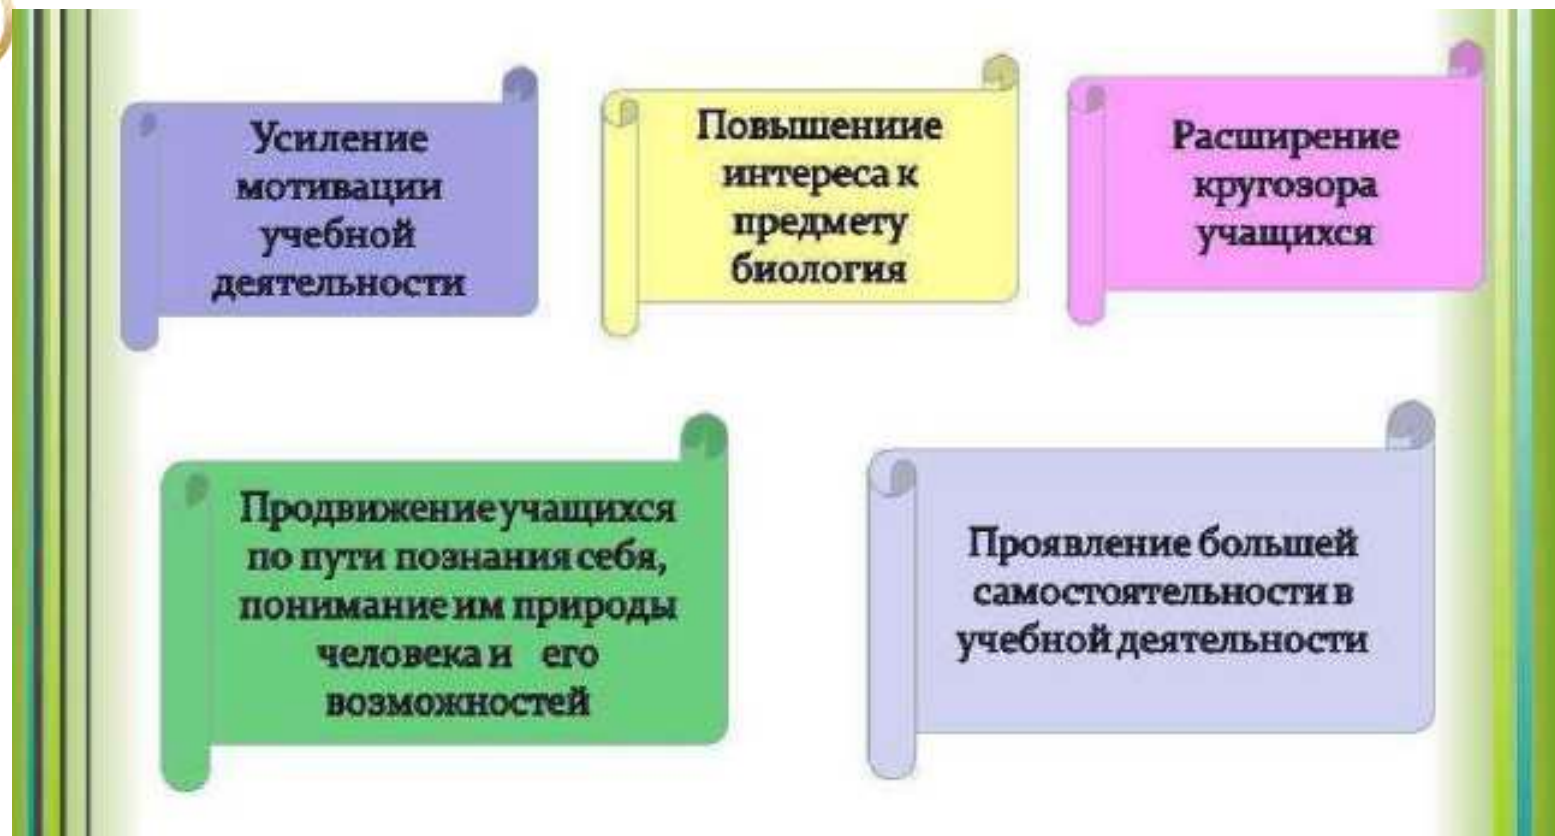 Усиление
мотивации
учебной
деятельности
Повышениие
интереса к
предмету
биология
Расширение
кругозора
учащихся
Продвижение учащихся
по пути познания себя,
понимание им природы
человека и его
возможностей
Проявление большей
самостоятельности в
учебной деятельности